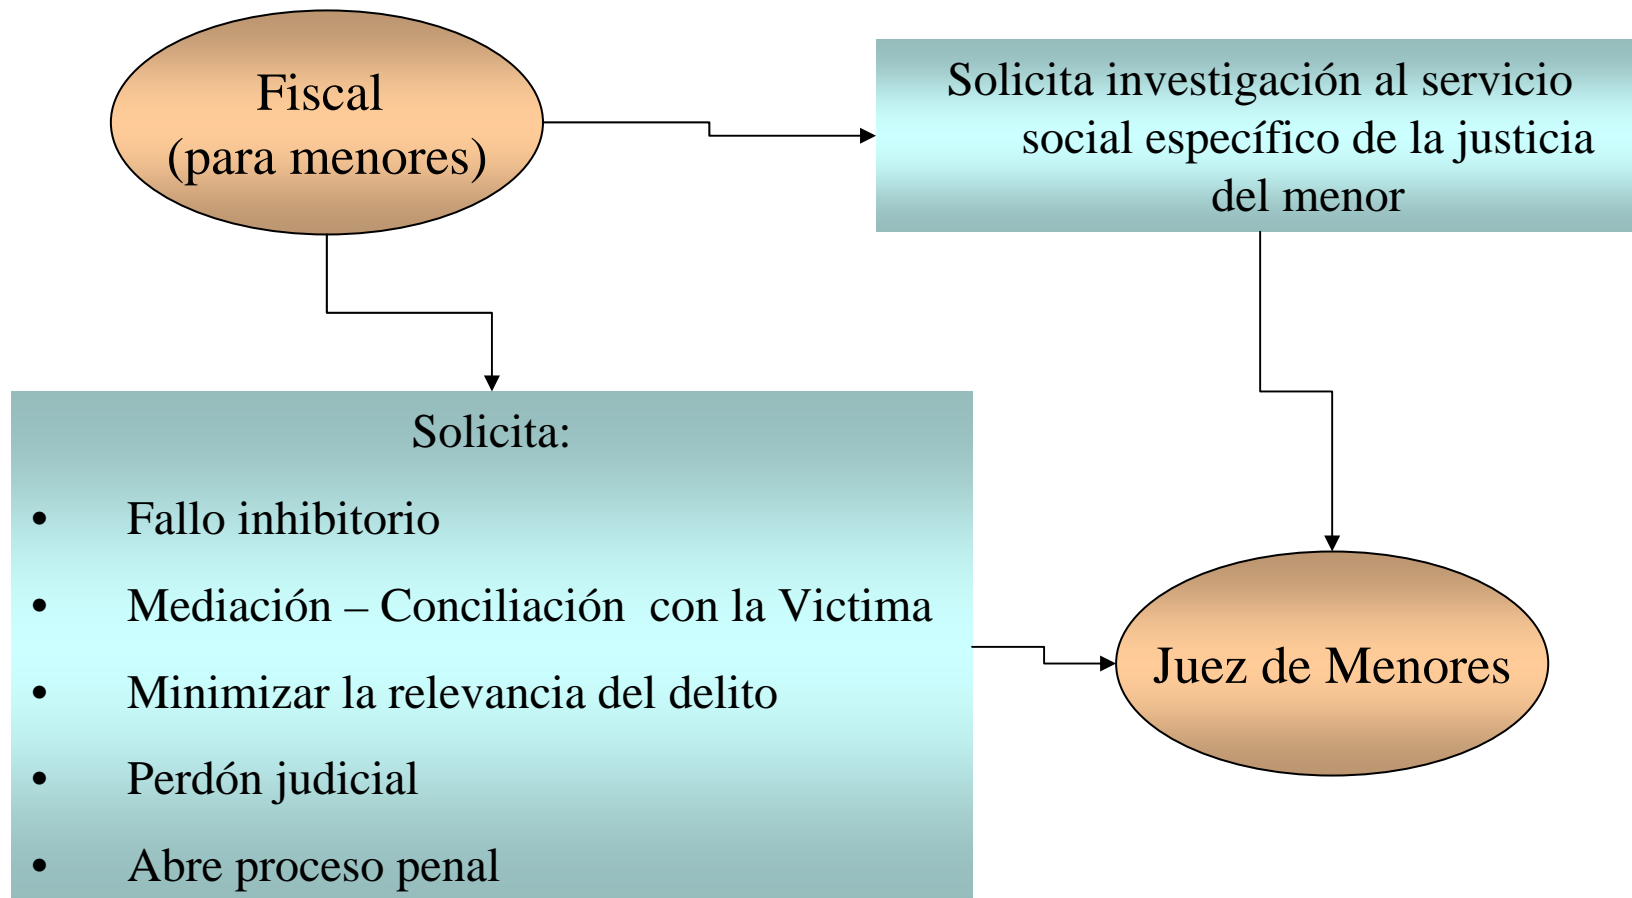 Fiscal
(para menores)
Solicita investigación al servicio
social específico de la justicia
del menor
Solicita:
• Fallo inhibitorio
• Mediación – Conciliación con la Victima
• Minimizar la relevancia del delito
• Perdón judicial
• Abre proceso penal
Juez de Menores